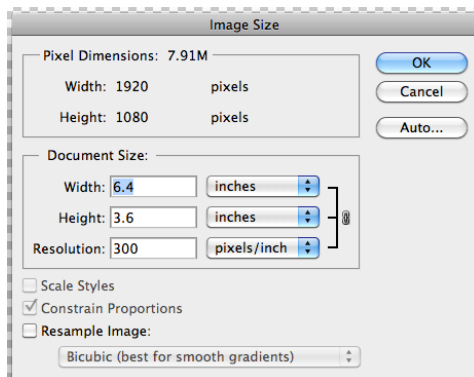 Image Size
Pixel Dimensions: 7.91M
OK
Width: 1920 pixels
Cancel
Height: 1080 pixels
Auto...
Document Size:
Width: 6.4 inches
Height: 3.6 inches
Resolution: 300 pixels/inch
Scale Styles
Constrain Proportions
Resample Image:
Bicubic (best for smooth gradients)